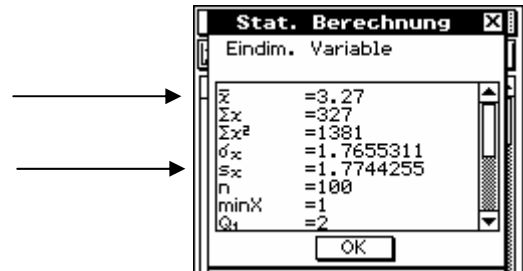 Stat. Berechnung
Eindim. Variable
x̄ =3.27
Σx =327
Σx² =1381
σx =1.7655311
sx =1.7744255
n =100
minX =1
Q₁ =2
OK